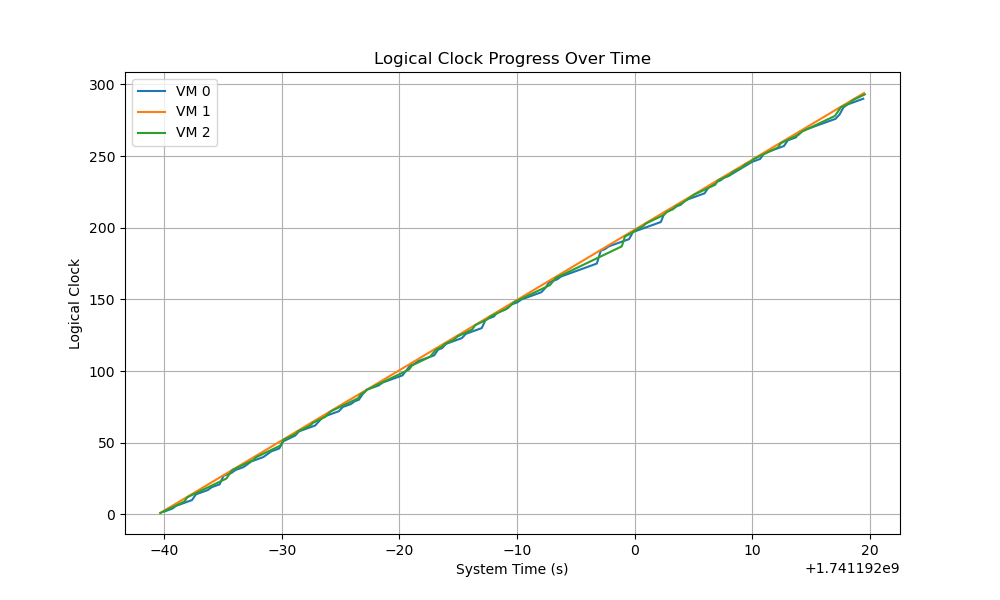 Logical Clock Progress Over Time
VM 0
VM 1
VM 2
300
250
200
150
100
50
0
Logical Clock
−40 −30 −20 −10 0 10 20
System Time (s)
+1.741192e9